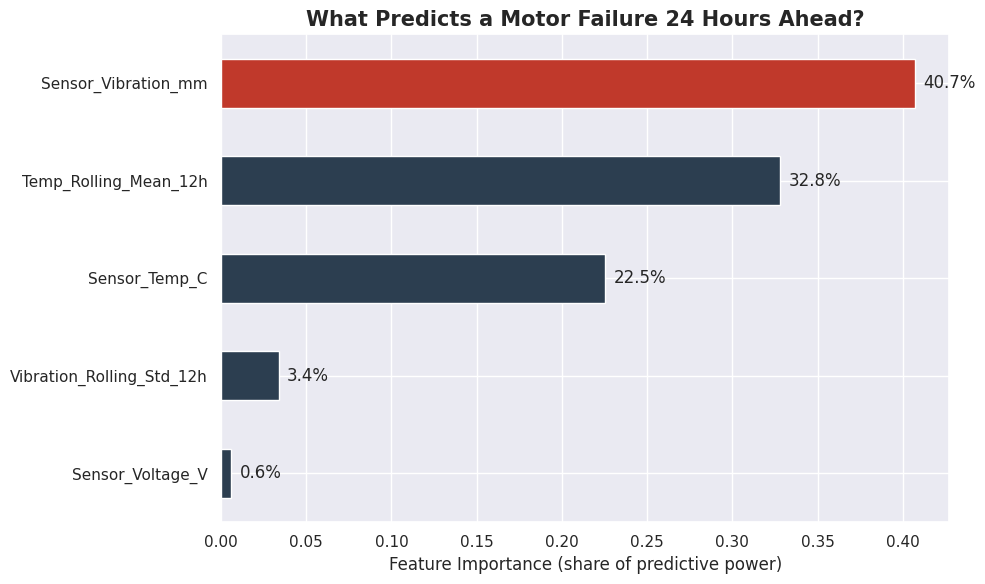 What Predicts a Motor Failure 24 Hours Ahead?
Sensor_Vibration_mm
40.7%
Temp_Rolling_Mean_12h
32.8%
Sensor_Temp_C
22.5%
Vibration_Rolling_Std_12h
3.4%
Sensor_Voltage_V
0.6%
0.00 0.05 0.10 0.15 0.20 0.25 0.30 0.35 0.40
Feature Importance (share of predictive power)